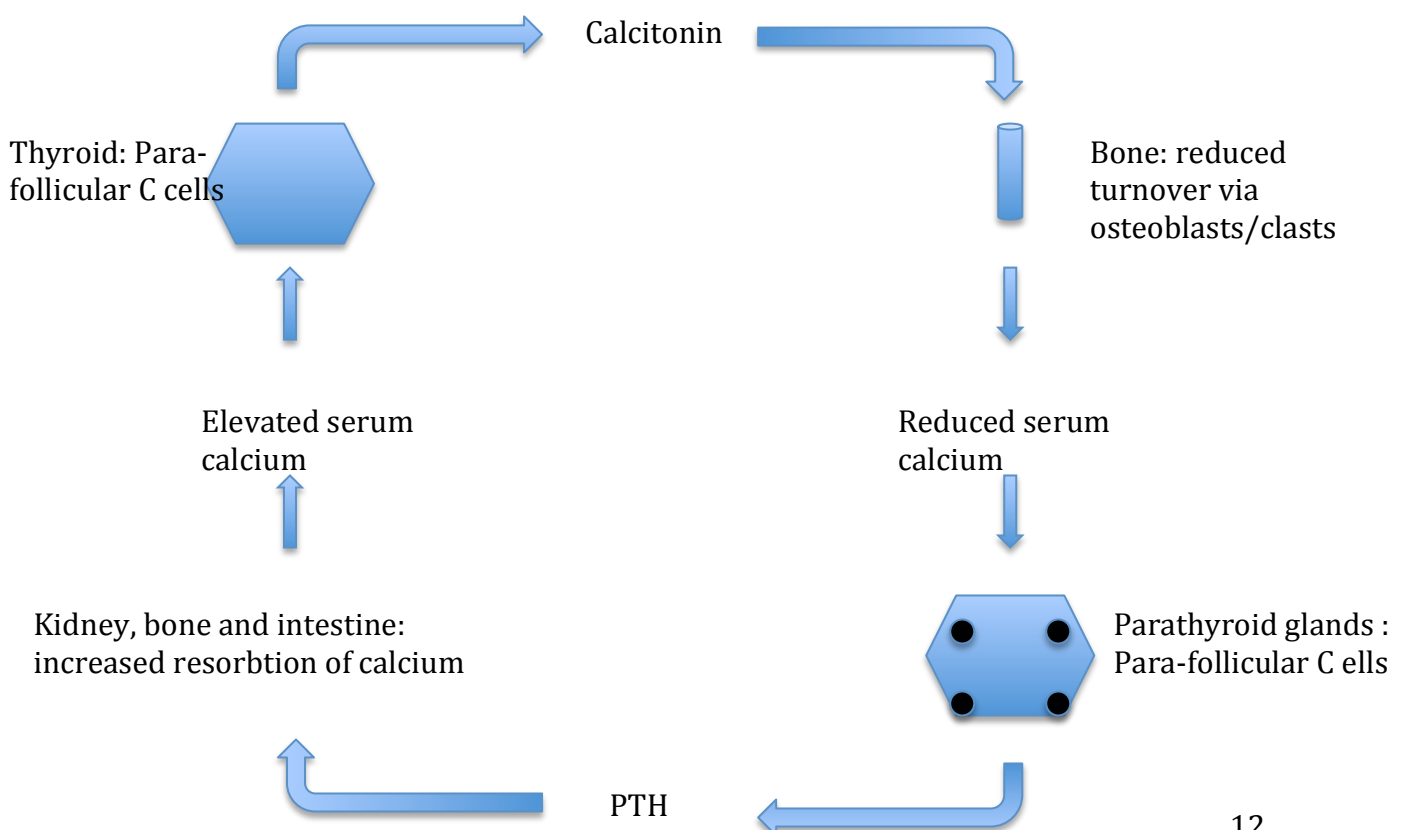 Calcitonin
Thyroid: Para-
follicular C cells
Bone: reduced
turnover via
osteoblasts/clasts
Elevated serum
calcium
Reduced serum
calcium
Kidney, bone and intestine:
increased resorbtion of calcium
Parathyroid glands :
Para-follicular C ells
PTH
12